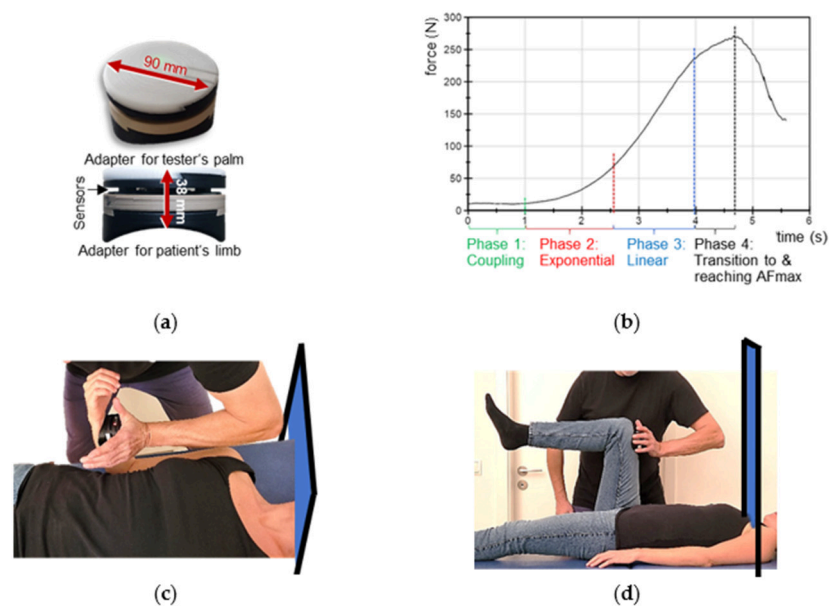 (a)
90 mm
Adapter for tester's palm
Sensors
38 mm
Adapter for patient's limb
(b)
force (N)
300
250
200
150
100
50
0
0 1 2 3 4 5 6
time (s)
Phase 1: Phase 2: Phase 3: Phase 4:
Coupling Exponential Linear Transition to &
reaching AFmax
(c)
(d)